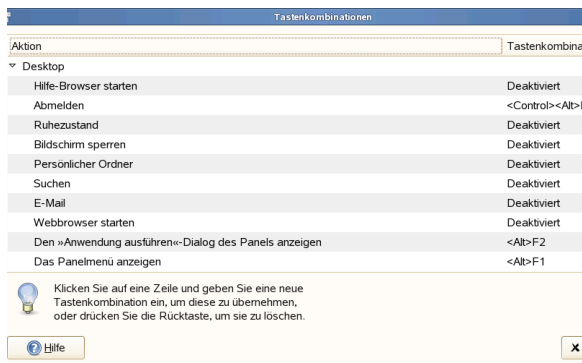 Tastenkombinationen
Aktion Tastenkombina
Desktop
Hilfe-Browser starten Deaktiviert
Abmelden <Control><Alt>
Ruhezustand Deaktiviert
Bildschirm sperren Deaktiviert
Persönlicher Ordner Deaktiviert
Suchen Deaktiviert
E-Mail Deaktiviert
Webbrowser starten Deaktiviert
Den »Anwendung ausführen«-Dialog des Panels anzeigen <Alt>F2
Das Panelmenü anzeigen <Alt>F1
Klicken Sie auf eine Zeile und geben Sie eine neue
Tastenkombination ein, um diese zu übernehmen,
oder drücken Sie die Rücktaste, um sie zu löschen.
Hilfe